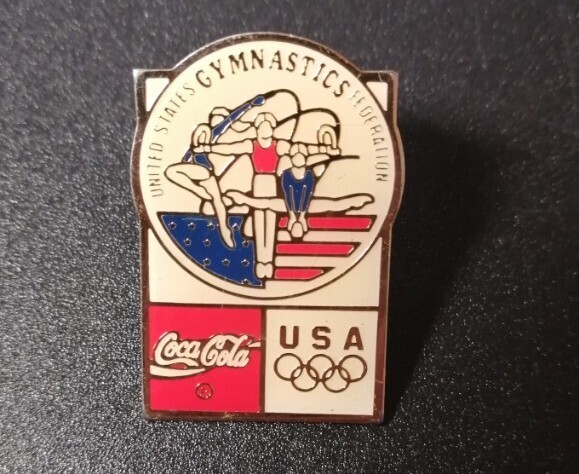 UNITED STATES GYMNASTICS FEDERATION
Coca-Cola
USA